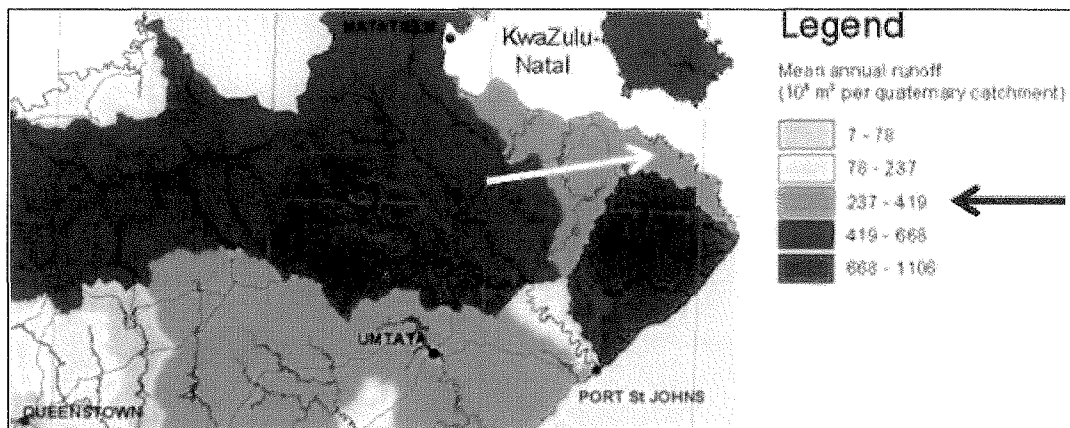 MATATIELE
KwaZulu-
Natal
UMTATA
QUEENSTOWN
PORT St JOHNS
Legend
Mean annual runoff
(10⁶ m³ per quaternary catchment)
7 - 78
78 - 237
237 - 419
419 - 668
668 - 1106